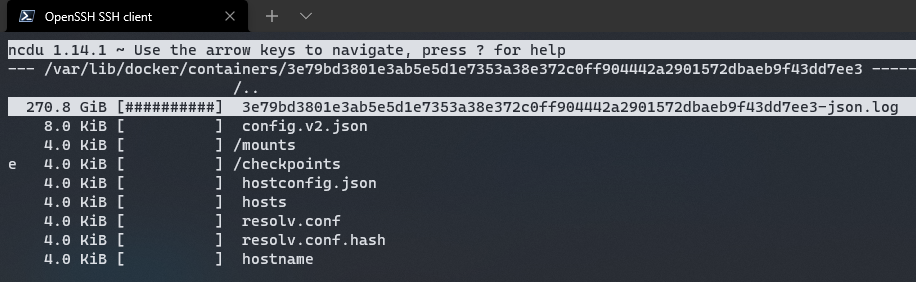 OpenSSH SSH client
ncdu 1.14.1 ~ Use the arrow keys to navigate, press ? for help
--- /var/lib/docker/containers/3e79bd3801e3ab5e5d1e7353a38e372c0ff904442a2901572dbaeb9f43dd7ee3 -----
/..
270.8 GiB [##########]  3e79bd3801e3ab5e5d1e7353a38e372c0ff904442a2901572dbaeb9f43dd7ee3-json.log
8.0 KiB [          ]  config.v2.json
4.0 KiB [          ] /mounts
e   4.0 KiB [          ] /checkpoints
4.0 KiB [          ]  hostconfig.json
4.0 KiB [          ]  hosts
4.0 KiB [          ]  resolv.conf
4.0 KiB [          ]  resolv.conf.hash
4.0 KiB [          ]  hostname